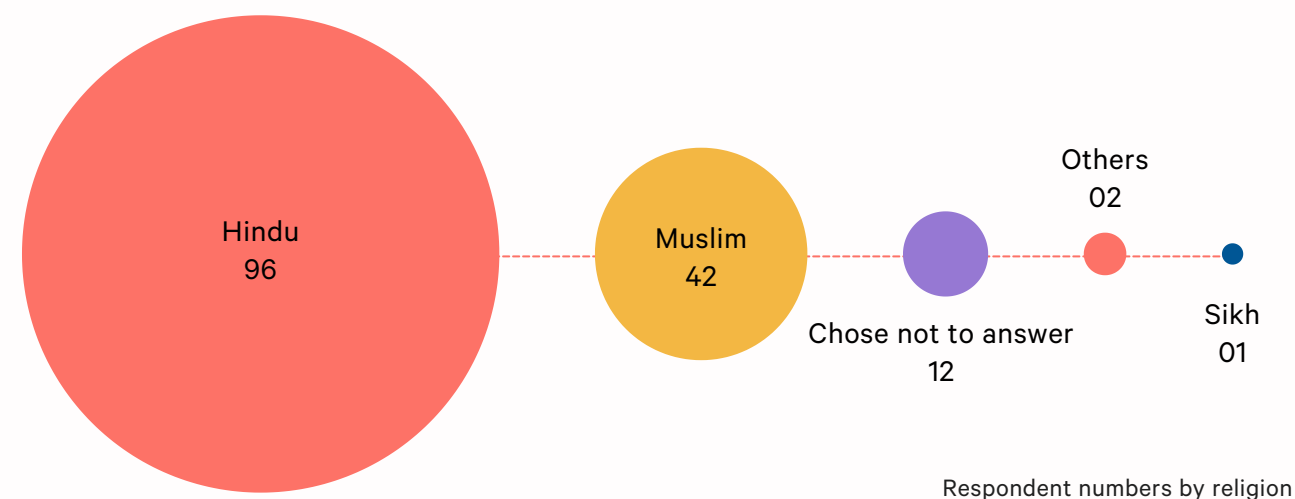 Hindu
96
Muslim
42
Chose not to answer
12
Others
02
Sikh
01
Respondent numbers by religion